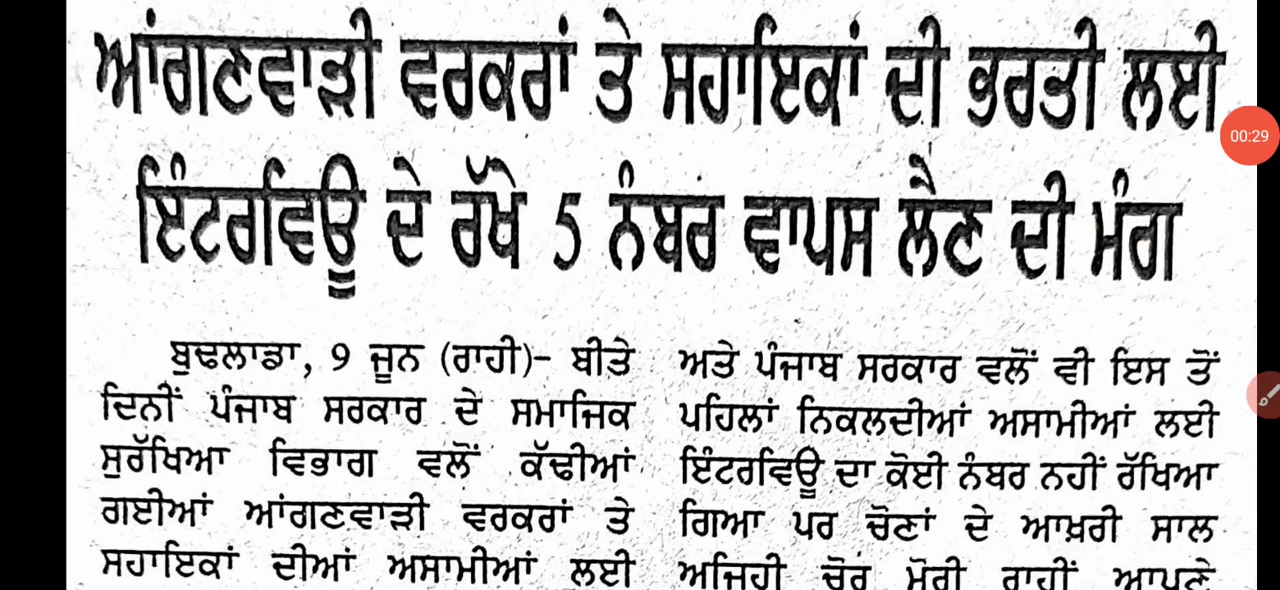 ਆਂਗਣਵਾੜੀ ਵਰਕਰਾਂ ਤੇ ਸਹਾਇਕਾਂ ਦੀ ਭਰਤੀ ਲਈ
ਇੰਟਰਵਿਊ ਦੇ ਰੱਖੇ 5 ਨੰਬਰ ਵਾਪਸ ਲੈਣ ਦੀ ਮੰਗ
ਬੁਢਲਾਡਾ, 9 ਜੂਨ (ਰਾਹੀ)- ਬੀਤੇ
ਦਿਨੀਂ ਪੰਜਾਬ ਸਰਕਾਰ ਦੇ ਸਮਾਜਿਕ
ਸੁਰੱਖਿਆ ਵਿਭਾਗ ਵਲੋਂ ਕੱਢੀਆਂ
ਗਈਆਂ ਆਂਗਣਵਾੜੀ ਵਰਕਰਾਂ ਤੇ
ਸਹਾਇਕਾਂ ਦੀਆਂ ਅਸਾਮੀਆਂ ਲਈ
ਅਤੇ ਪੰਜਾਬ ਸਰਕਾਰ ਵਲੋਂ ਵੀ ਇਸ ਤੋਂ
ਪਹਿਲਾਂ ਨਿਕਲਦੀਆਂ ਅਸਾਮੀਆਂ ਲਈ
ਇੰਟਰਵਿਊ ਦਾ ਕੋਈ ਨੰਬਰ ਨਹੀਂ ਰੱਖਿਆ
ਗਿਆ ਪਰ ਚੋਣਾਂ ਦੇ ਆਖ਼ਰੀ ਸਾਲ
ਅਜਿਹੀ ਚੋਰ ਮੋਰੀ ਰਾਹੀਂ ਆਪਣੇ
00:29